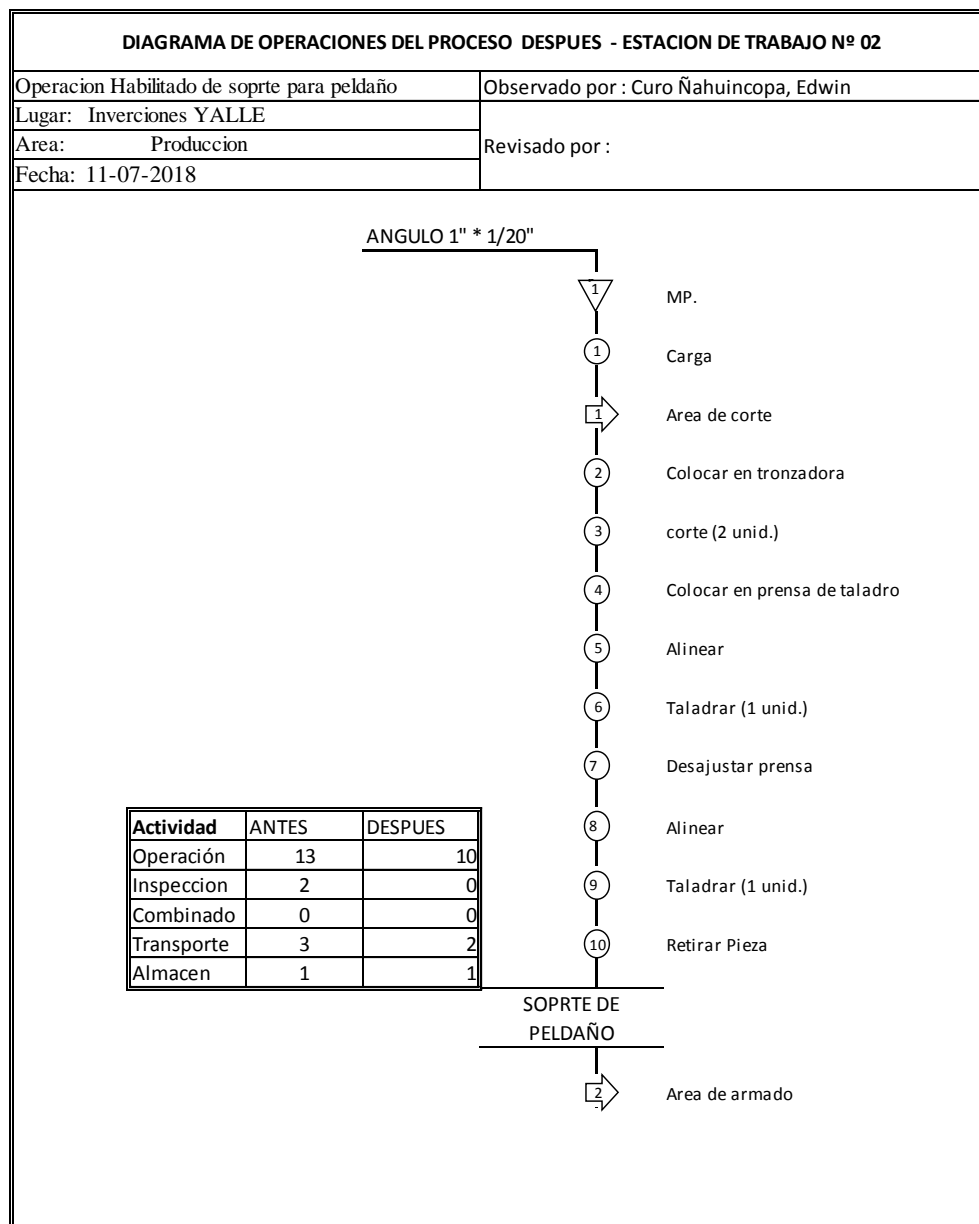 DIAGRAMA DE OPERACIONES DEL PROCESO DESPUES - ESTACION DE TRABAJO Nº 02
Operacion Habilitado de soprte para peldaño
Observado por : Curo Ñahuincopa, Edwin
Lugar: Inverciones YALLE
Area: Produccion
Revisado por :
Fecha: 11-07-2018
ANGULO 1" * 1/20"
1 MP.
1 Carga
1 Area de corte
2 Colocar en tronzadora
3 corte (2 unid.)
4 Colocar en prensa de taladro
5 Alinear
6 Taladrar (1 unid.)
7 Desajustar prensa
8 Alinear
9 Taladrar (1 unid.)
10 Retirar Pieza
Actividad ANTES DESPUES
Operación 13 10
Inspeccion 2 0
Combinado 0 0
Transporte 3 2
Almacen 1 1
SOPRTE DE
PELDAÑO
2 Area de armado